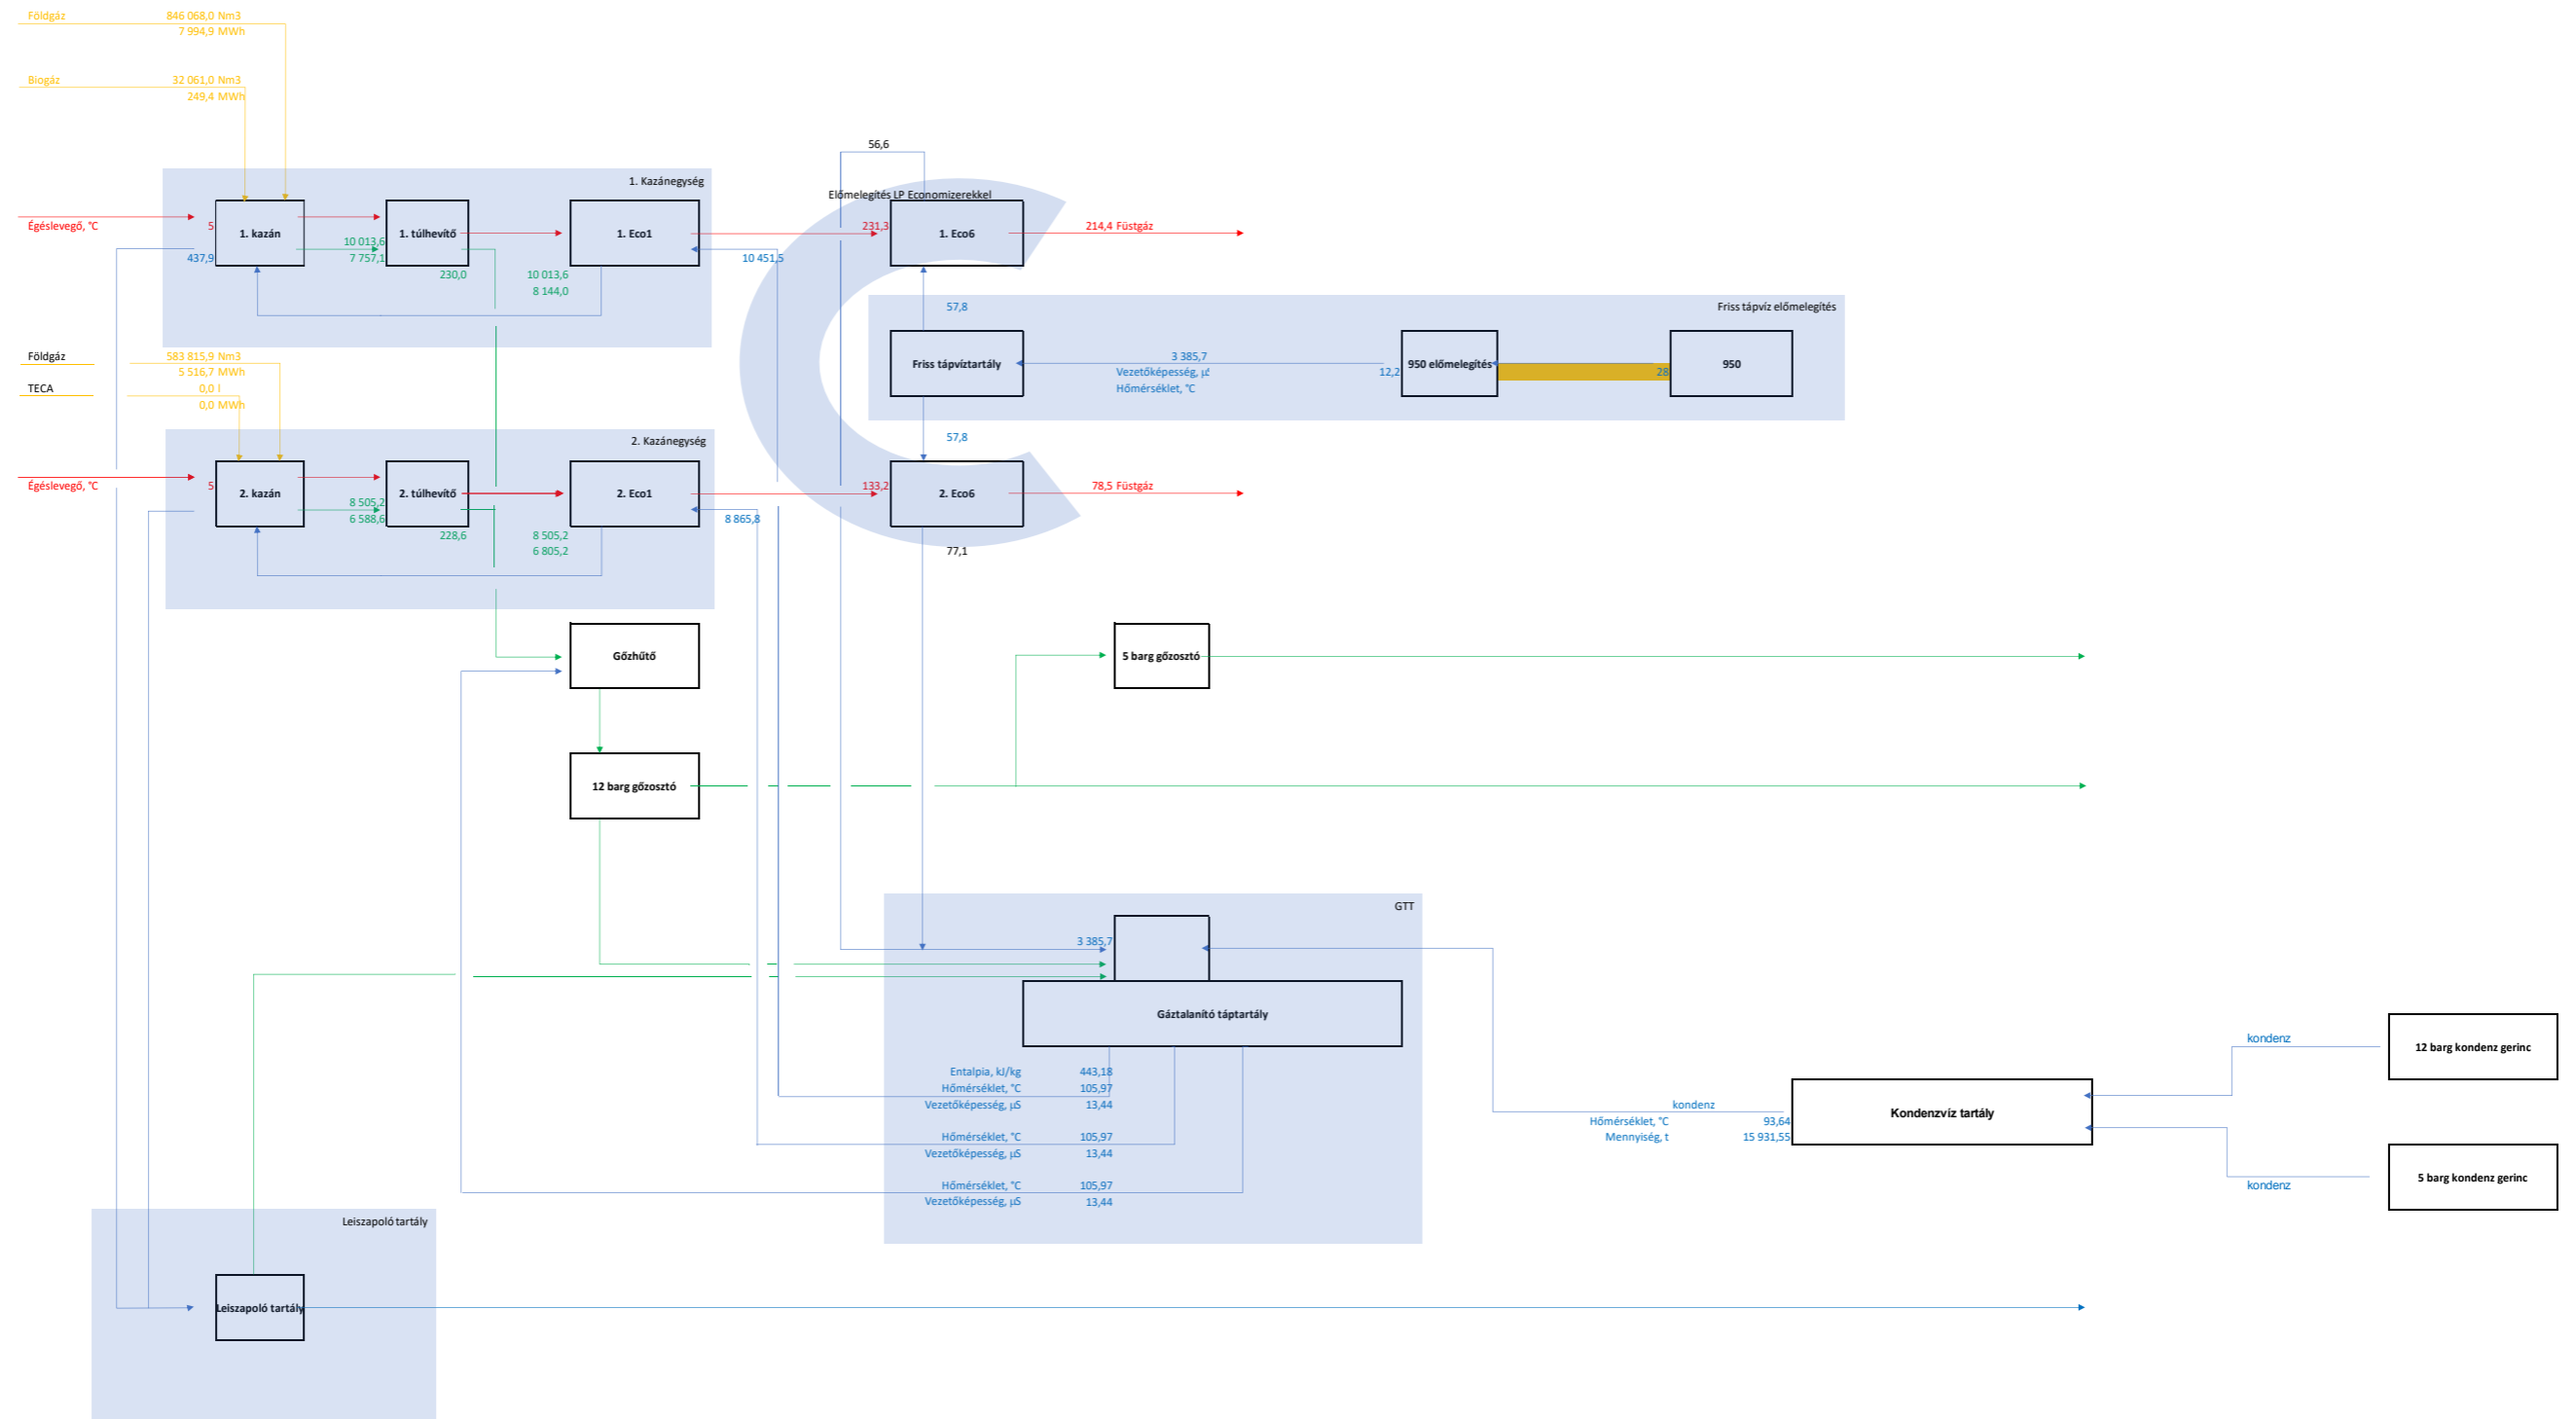 Földgáz 846 068,0 Nm3
7 994,9 MWh
Biogáz 32 061,0 Nm3
249,4 MWh
56,6
1. Kazánegység
Előmelegítés LP Economizerekkel
Égéslevegő, °C 5
1. kazán
437,9
10 013,6
7 757,1
1. túlhevítő
230,0
1. Eco1
10 013,6
8 144,0
10 451,5
231,3
1. Eco6
214,4 Füstgáz
57,8
Friss tápvíz előmelegítés
Friss tápvíztartály
3 385,7
Vezetőképesség, µS
Hőmérséklet, °C
12,2
950 előmelegítés
28
950
57,8
Földgáz 583 815,9 Nm3
5 516,7 MWh
TECA 0,0 l
0,0 MWh
2. Kazánegység
Égéslevegő, °C 5
2. kazán
8 505,2
6 588,6
2. túlhevítő
228,6
2. Eco1
8 505,2
6 805,2
8 865,8
133,2
2. Eco6
78,5 Füstgáz
77,1
Gőzhűtő
5 barg gőzosztó
12 barg gőzosztó
GTT
3 385,7
Gáztalanító táptartály
Entalpia, kJ/kg 443,18
Hőmérséklet, °C 105,97
Vezetőképesség, µS 13,44
Hőmérséklet, °C 105,97
Vezetőképesség, µS 13,44
Hőmérséklet, °C 105,97
Vezetőképesség, µS 13,44
kondenz
Hőmérséklet, °C 93,64
Mennyiség, t 15 931,55
Kondenzvíz tartály
kondenz
12 barg kondenz gerinc
kondenz
5 barg kondenz gerinc
Leiszapoló tartály
Leiszapoló tartály